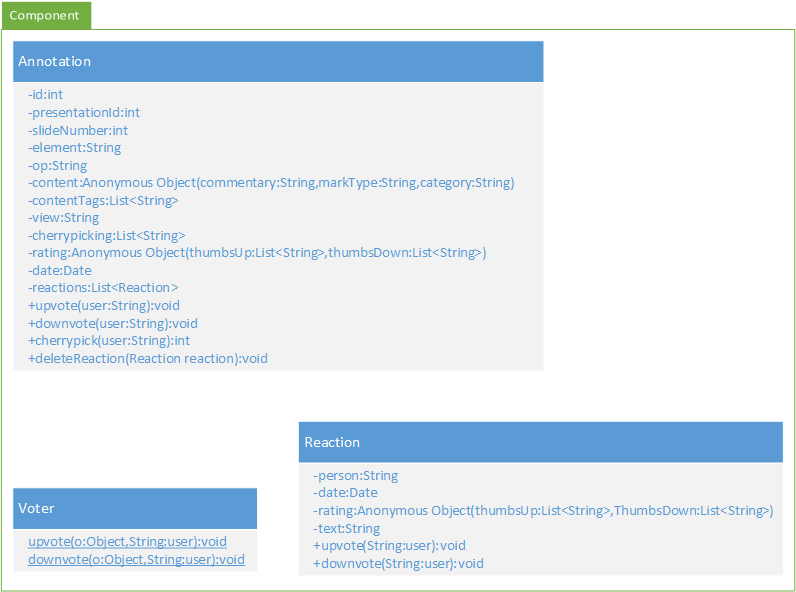 Component
Annotation
-id:int
-presentationId:int
-slideNumber:int
-element:String
-op:String
-content:Anonymous Object(commentary:String,markType:String,category:String)
-contentTags:List<String>
-view:String
-cherrypicking:List<String>
-rating:Anonymous Object(thumbsUp:List<String>,thumbsDown:List<String>)
-date:Date
-reactions:List<Reaction>
+upvote(user:String):void
+downvote(user:String):void
+cherrypick(user:String):int
+deleteReaction(Reaction reaction):void
Reaction
-person:String
-date:Date
-rating:Anonymous Object(thumbsUp:List<String>,ThumbsDown:List<String>)
-text:String
+upvote(String:user):void
+downvote(String:user):void
Voter
upvote(o:Object,String:user):void
downvote(o:Object,String:user):void